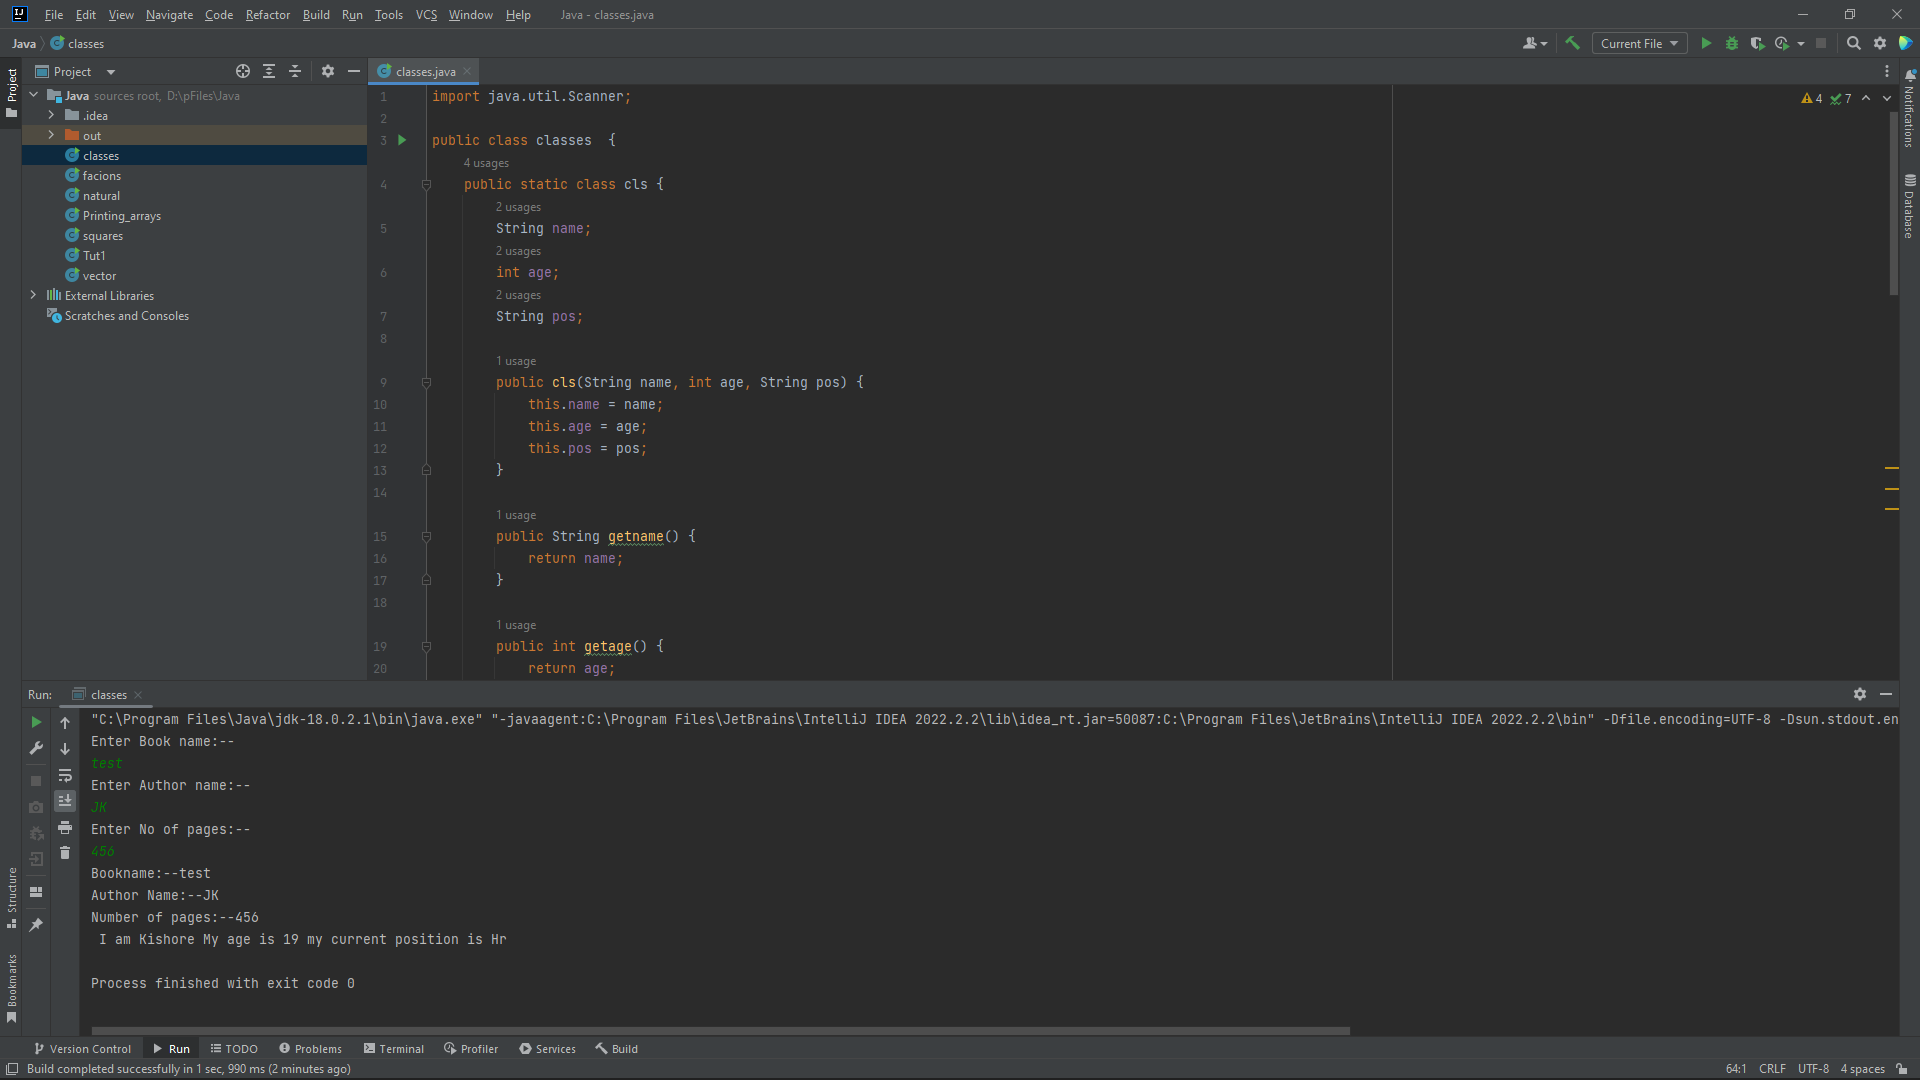 File Edit View Navigate Code Refactor Build Run Tools VCS Window Help Java - classes.java
Java classes Current File
Project classes.java
Project
Java sources root, D:\pFiles\Java
.idea
out
classes
facions
natural
Printing_arrays
squares
Tut1
vector
External Libraries
Scratches and Consoles
4 7
1 import java.util.Scanner;
2
3 public class classes {
4 usages
4 public static class cls {
2 usages
5 String name;
2 usages
6 int age;
2 usages
7 String pos;
8
1 usage
9 public cls(String name, int age, String pos) {
10 this.name = name;
11 this.age = age;
12 this.pos = pos;
13 }
14
1 usage
15 public String getname() {
16 return name;
17 }
18
1 usage
19 public int getage() {
20 return age;
Notifications
Database
Run: classes
"C:\Program Files\Java\jdk-18.0.2.1\bin\java.exe" "-javaagent:C:\Program Files\JetBrains\IntelliJ IDEA 2022.2.2\lib\idea_rt.jar=50087:C:\Program Files\JetBrains\IntelliJ IDEA 2022.2.2\bin" -Dfile.encoding=UTF-8 -Dsun.stdout.en
Enter Book name:--
test
Enter Author name:--
JK
Enter No of pages:--
456
Bookname:--test
Author Name:--JK
Number of pages:--456
I am Kishore My age is 19 my current position is Hr
Process finished with exit code 0
Structure
Bookmarks
Version Control Run TODO Problems Terminal Profiler Services Build
Build completed successfully in 1 sec, 990 ms (2 minutes ago) 64:1 CRLF UTF-8 4 spaces